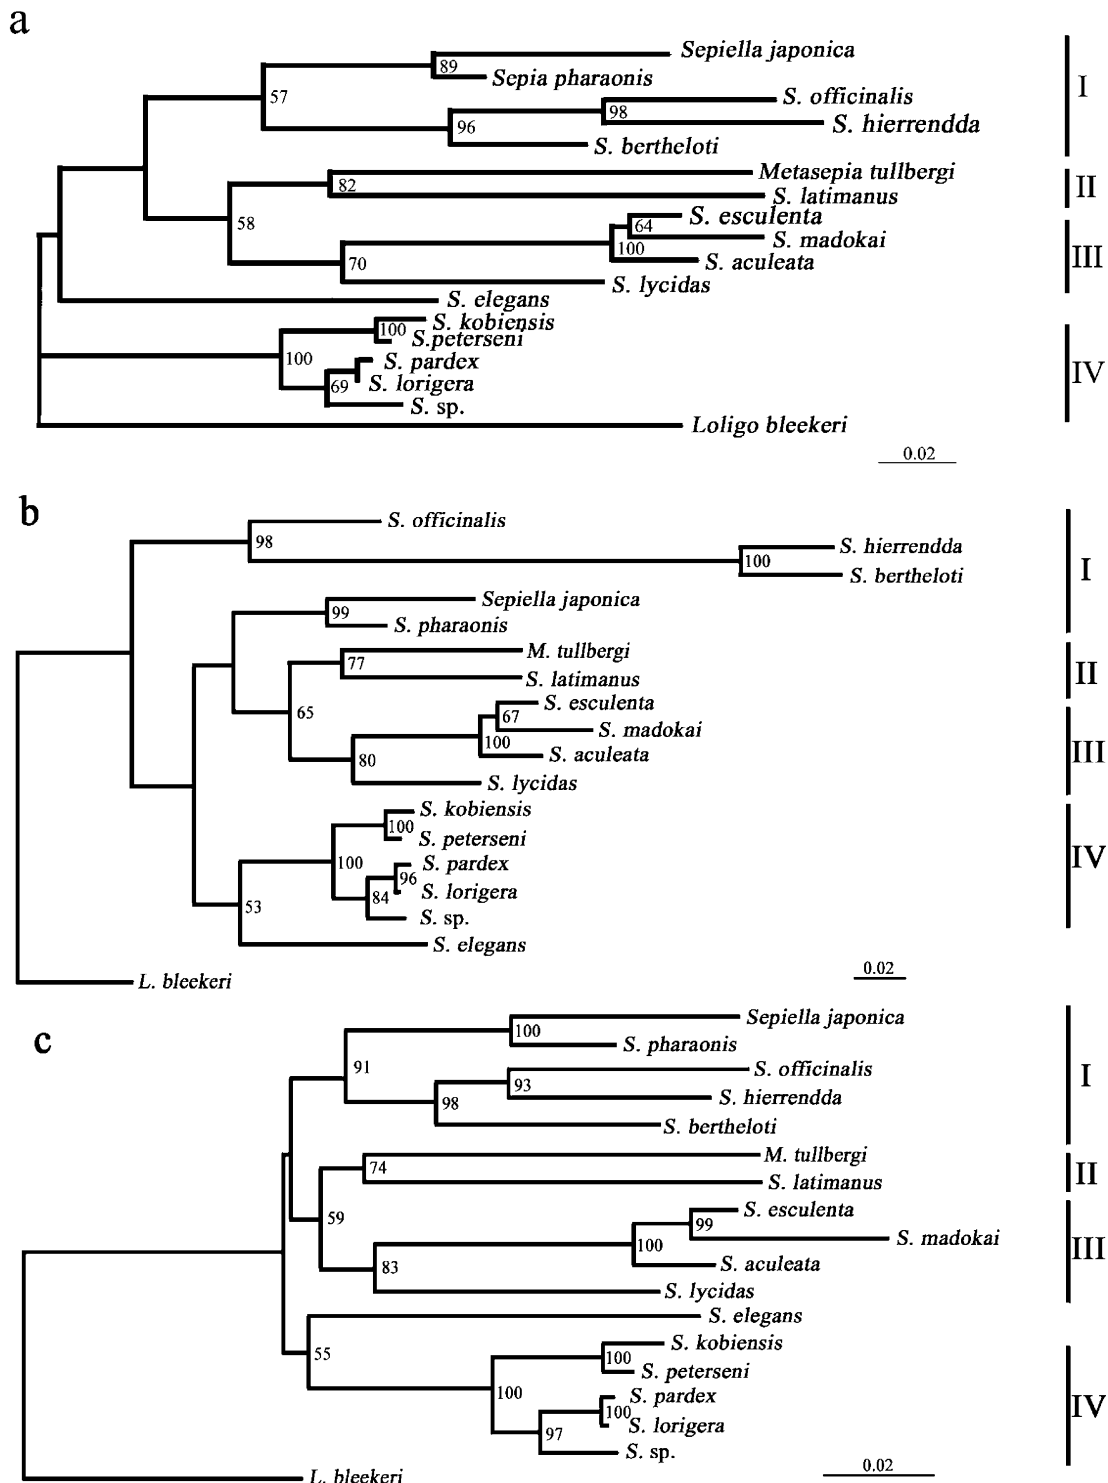 a
Sepiella japonica
89
Sepia pharaonis
I
57
S. officinalis
98
S. hierrendda
96
S. bertheloti
Metasepia tullbergi
82
II
S. latimanus
58
S. esculenta
64
S. madokai
100
III
S. aculeata
70
S. lycidas
S. elegans
S. kobiensis
100
S.peterseni
100
S. pardex
IV
69
S. lorigera
S. sp.
Loligo bleekeri
0.02
b
S. officinalis
98
S. hierrendda
100
I
S. bertheloti
Sepiella japonica
99
S. pharaonis
M. tullbergi
77
II
S. latimanus
65
S. esculenta
67
S. madokai
100
III
S. aculeata
80
S. lycidas
S. kobiensis
100
S. peterseni
100
IV
S. pardex
96
84
S. lorigera
53
S. sp.
S. elegans
0.02
L. bleekeri
c
Sepiella japonica
100
S. pharaonis
91
I
S. officinalis
93
S. hierrendda
98
S. bertheloti
M. tullbergi
74
II
S. latimanus
59
S. esculenta
99
S. madokai
100
III
S. aculeata
83
S. lycidas
S. elegans
S. kobiensis
55
100
S. peterseni
100
S. pardex
IV
100
S. lorigera
97
S. sp.
0.02
L. bleekeri